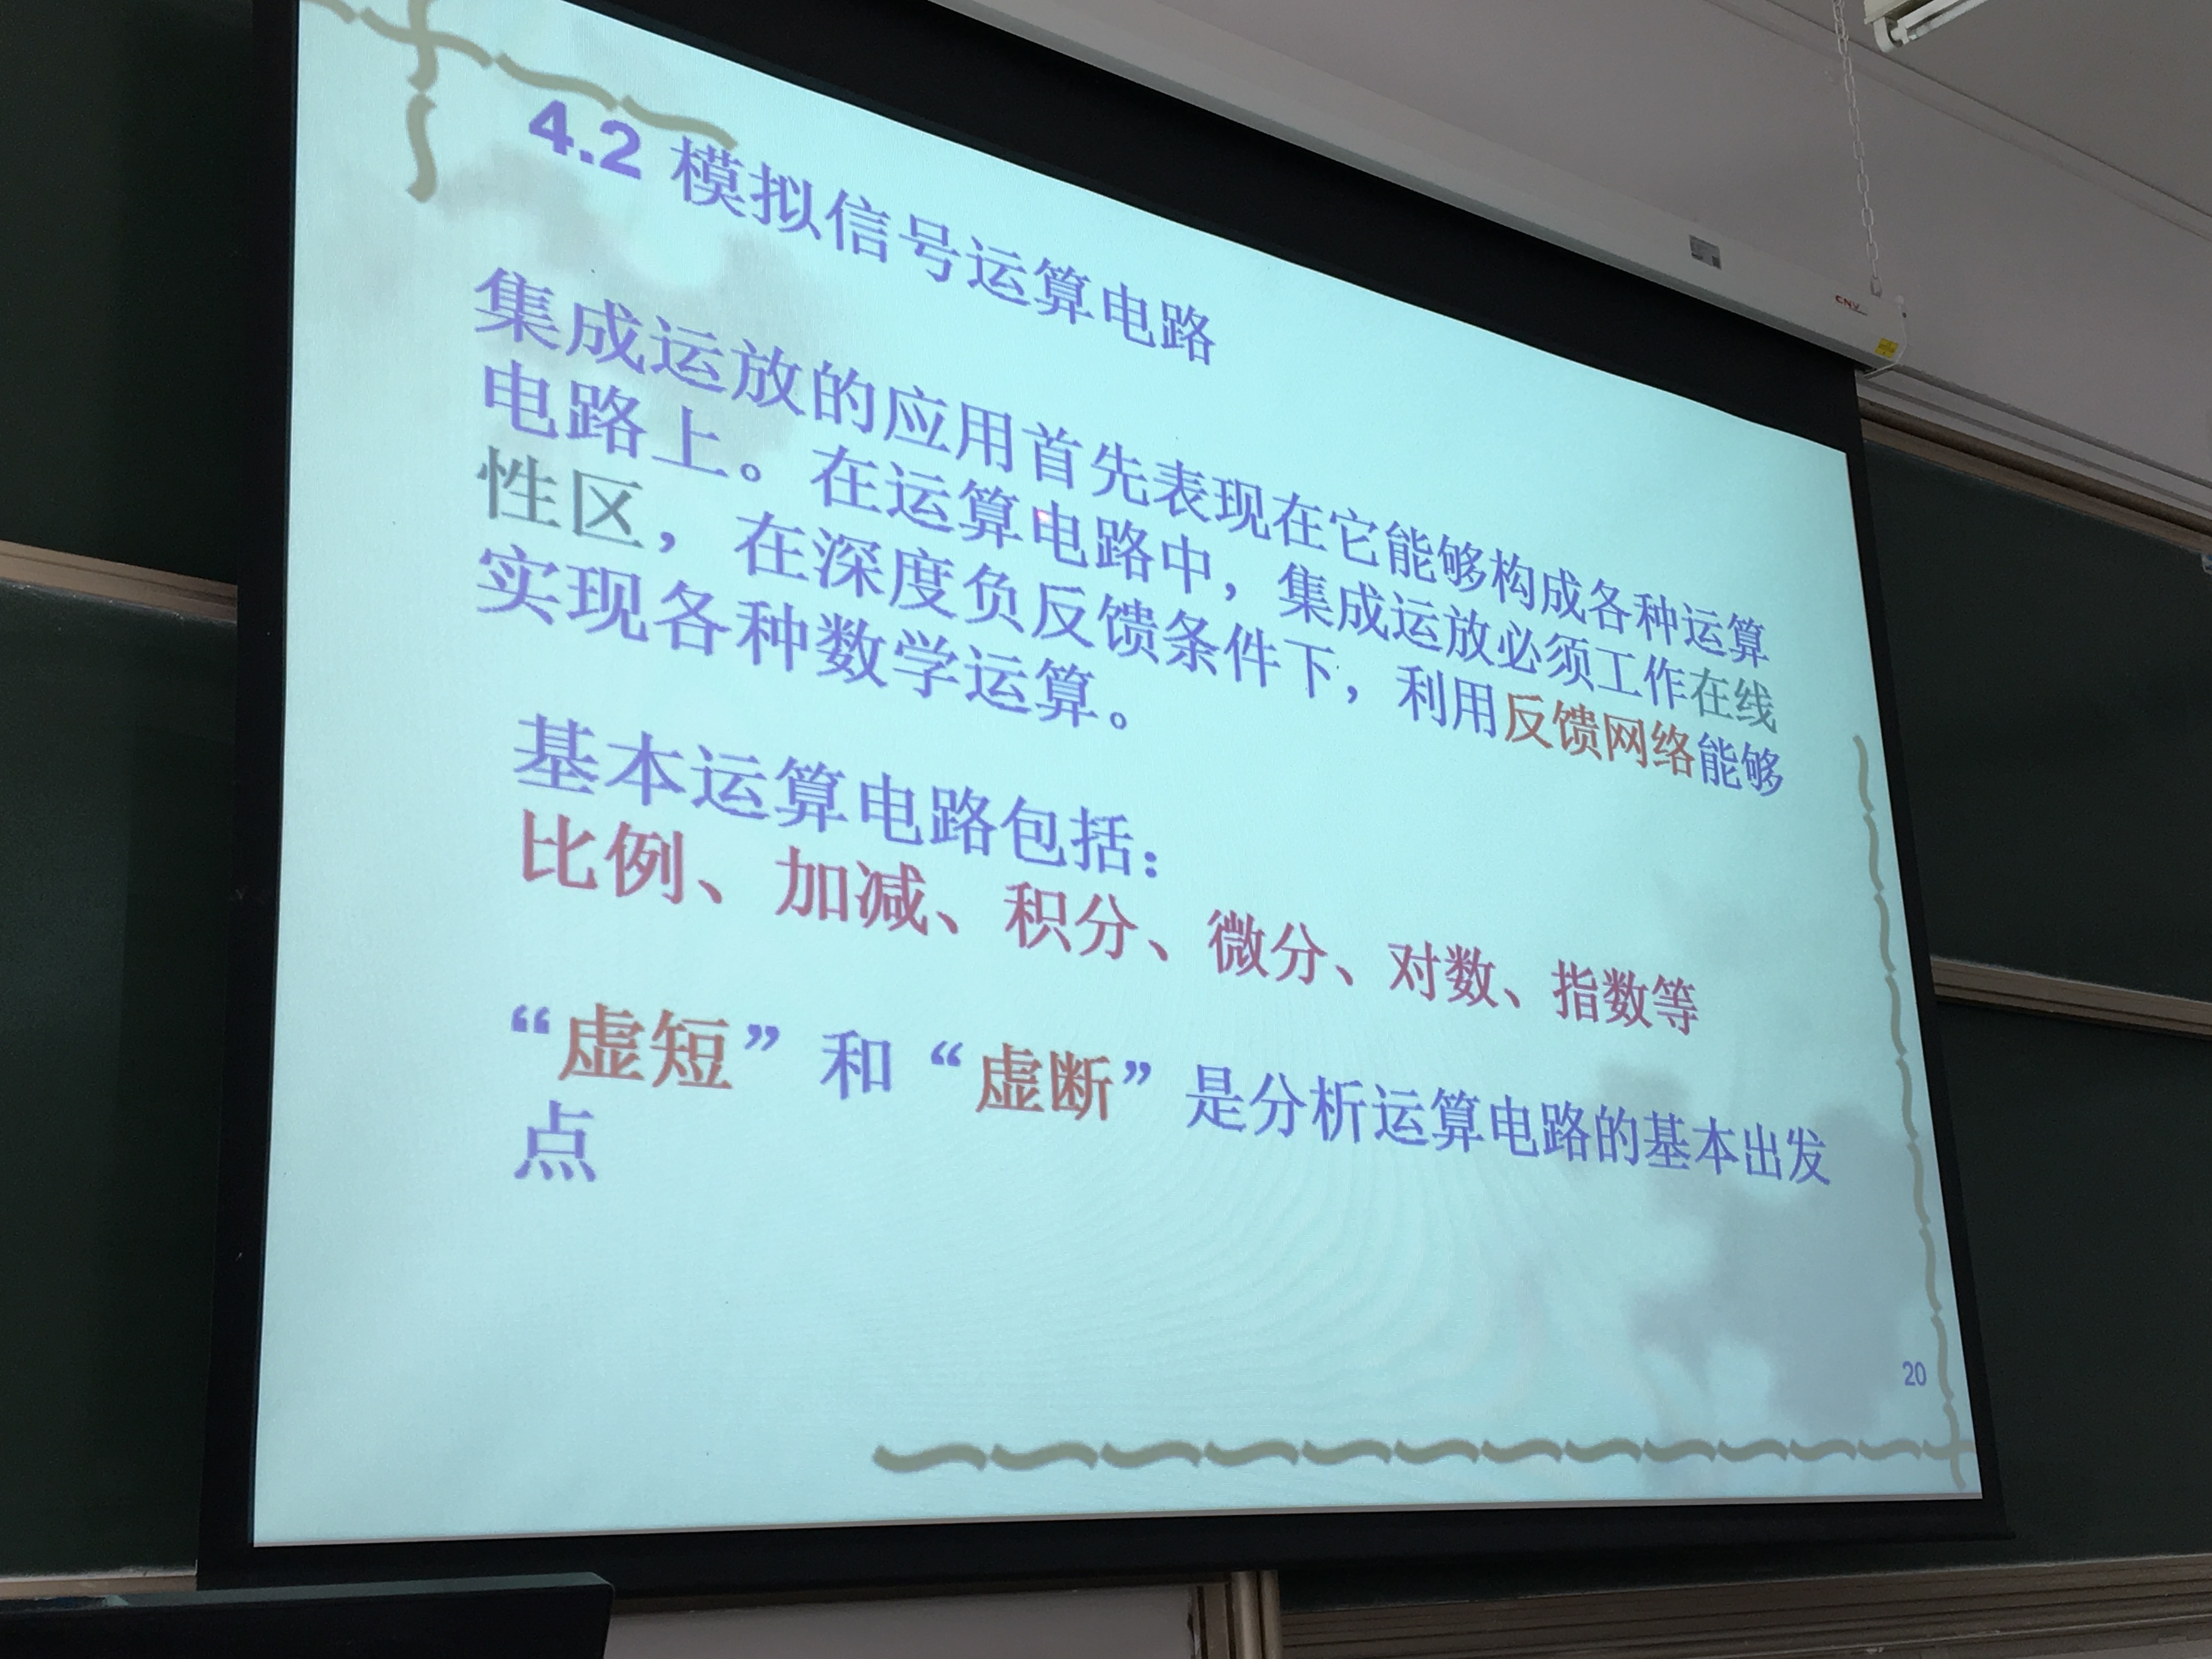 4.2 模拟信号运算电路
集成运放的应用首先表现在它能够构成各种运算
电路上。在运算电路中，集成运放必须工作在线
性区，在深度负反馈条件下，利用反馈网络能够
实现各种数学运算。
基本运算电路包括：
比例、加减、积分、微分、对数、指数等
“虚短”和“虚断”是分析运算电路的基本出发
点
20
CNV